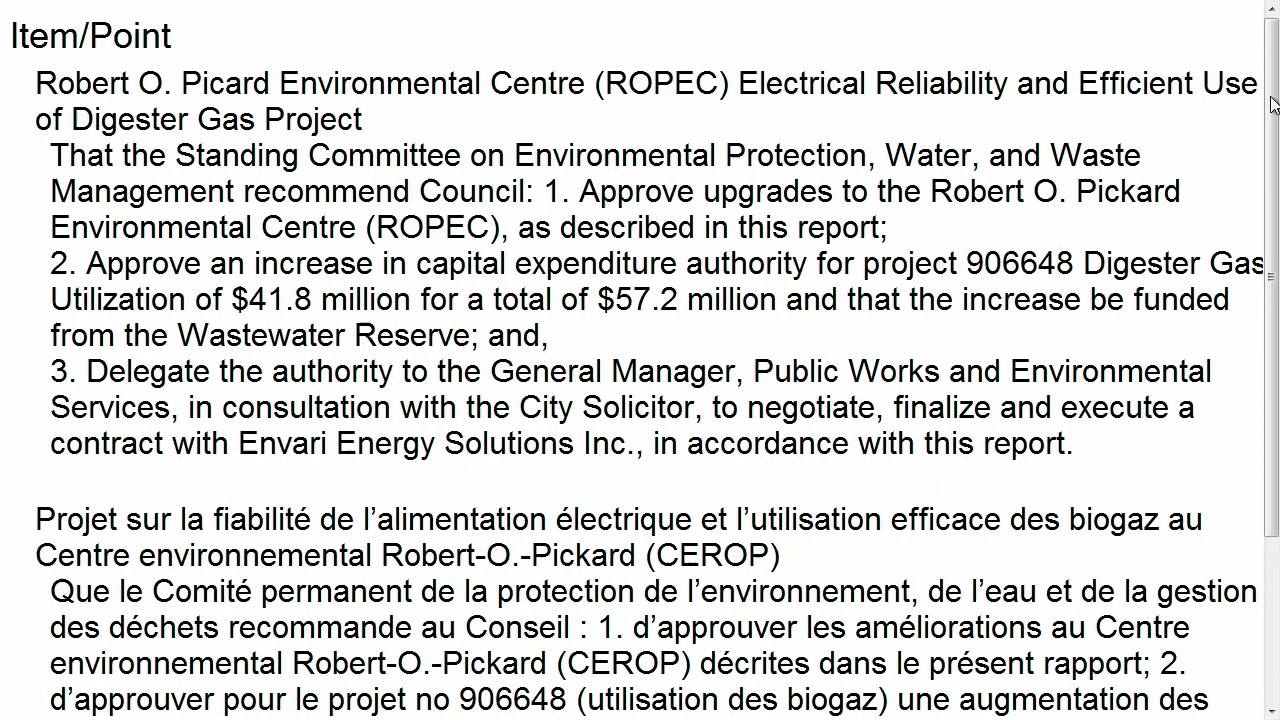 Item/Point
Robert O. Picard Environmental Centre (ROPEC) Electrical Reliability and Efficient Use
of Digester Gas Project
That the Standing Committee on Environmental Protection, Water, and Waste
Management recommend Council: 1. Approve upgrades to the Robert O. Pickard
Environmental Centre (ROPEC), as described in this report;
2. Approve an increase in capital expenditure authority for project 906648 Digester Gas
Utilization of $41.8 million for a total of $57.2 million and that the increase be funded
from the Wastewater Reserve; and,
3. Delegate the authority to the General Manager, Public Works and Environmental
Services, in consultation with the City Solicitor, to negotiate, finalize and execute a
contract with Envari Energy Solutions Inc., in accordance with this report.
Projet sur la fiabilité de l’alimentation électrique et l’utilisation efficace des biogaz au
Centre environnemental Robert-O.-Pickard (CEROP)
Que le Comité permanent de la protection de l’environnement, de l’eau et de la gestion
des déchets recommande au Conseil : 1. d’approuver les améliorations au Centre
environnemental Robert-O.-Pickard (CEROP) décrites dans le présent rapport; 2.
d’approuver pour le projet no 906648 (utilisation des biogaz) une augmentation des